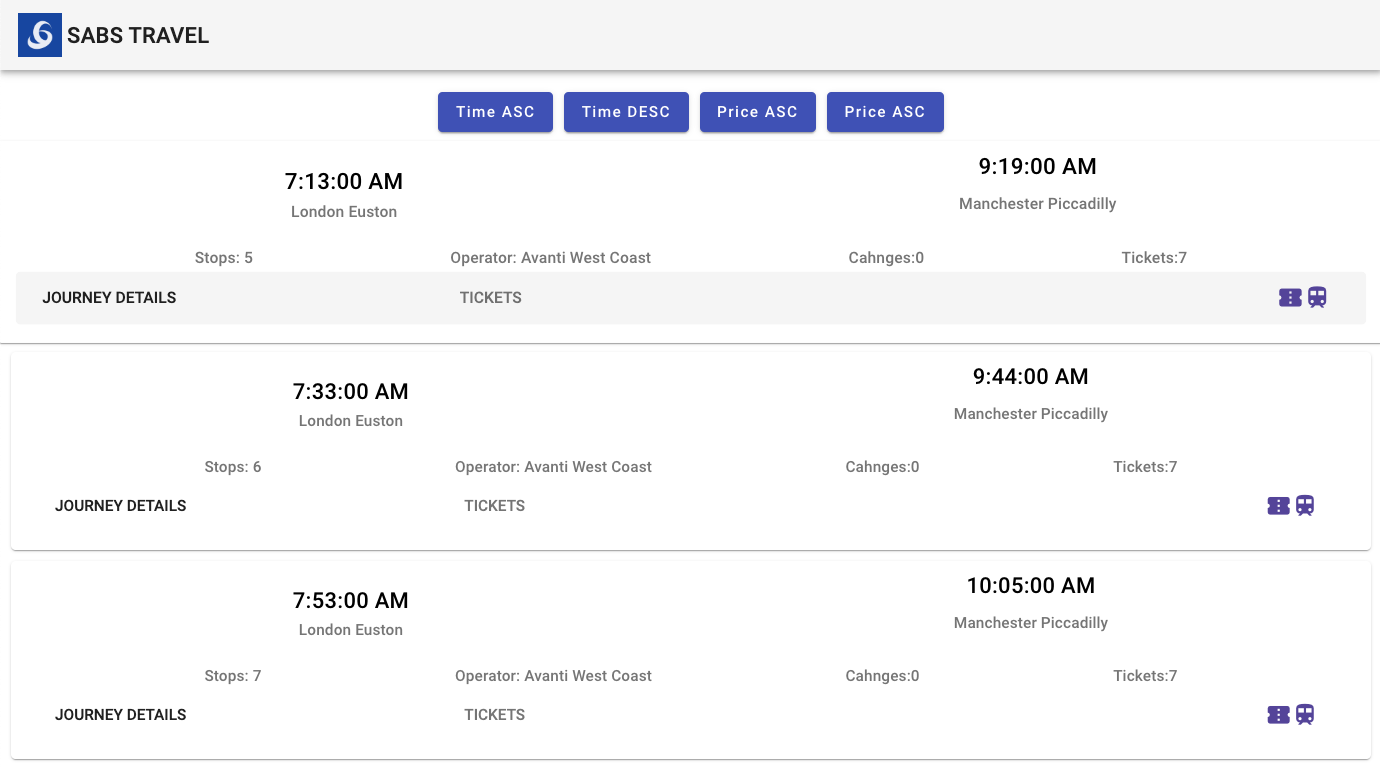 SABS TRAVEL
Time ASC Time DESC Price ASC Price ASC
7:13:00 AM 9:19:00 AM
London Euston Manchester Piccadilly
Stops: 5 Operator: Avanti West Coast Cahnges:0 Tickets:7
JOURNEY DETAILS TICKETS
7:33:00 AM 9:44:00 AM
London Euston Manchester Piccadilly
Stops: 6 Operator: Avanti West Coast Cahnges:0 Tickets:7
JOURNEY DETAILS TICKETS
7:53:00 AM 10:05:00 AM
London Euston Manchester Piccadilly
Stops: 7 Operator: Avanti West Coast Cahnges:0 Tickets:7
JOURNEY DETAILS TICKETS